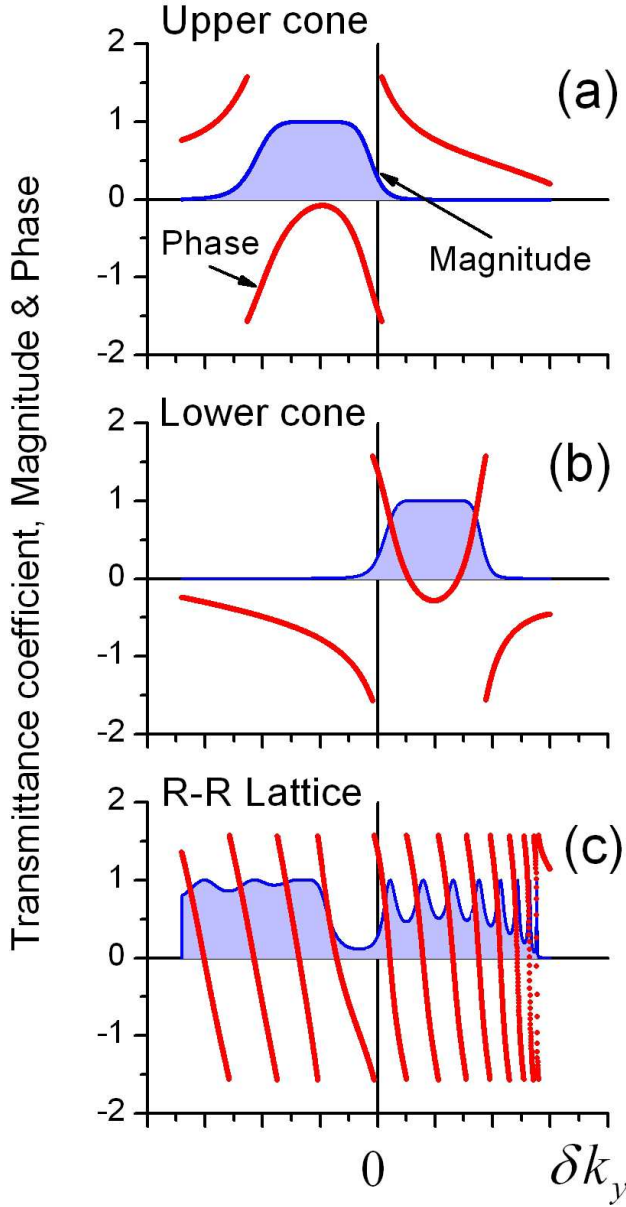 Transmittance coefficient, Magnitude & Phase
Upper cone
(a)
2
1
0
-1
-2
Phase
Magnitude
Lower cone
(b)
2
1
0
-1
-2
R-R Lattice
(c)
2
1
0
-1
-2
0
δk_y